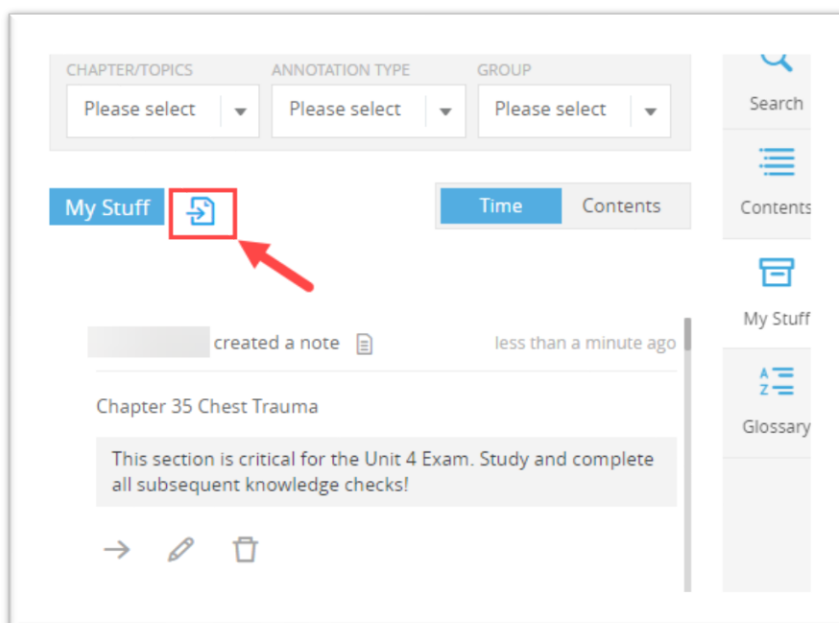 CHAPTER/TOPICS ANNOTATION TYPE GROUP
Please select Please select Please select
Search
Contents
My Stuff Time Contents
My Stuff
created a note less than a minute ago
Chapter 35 Chest Trauma
A
Z
Glossary
This section is critical for the Unit 4 Exam. Study and complete
all subsequent knowledge checks!